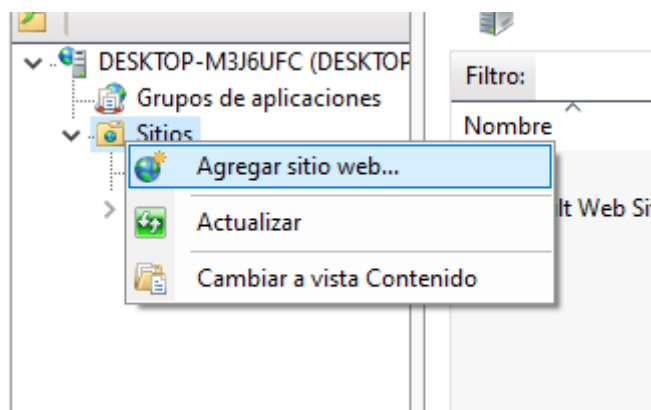 DESKTOP-M3J6UFC (DESKTOP
Grupos de aplicaciones
Sitios
Agregar sitio web...
Actualizar
Cambiar a vista Contenido
Filtro:
Nombre
lt Web Si